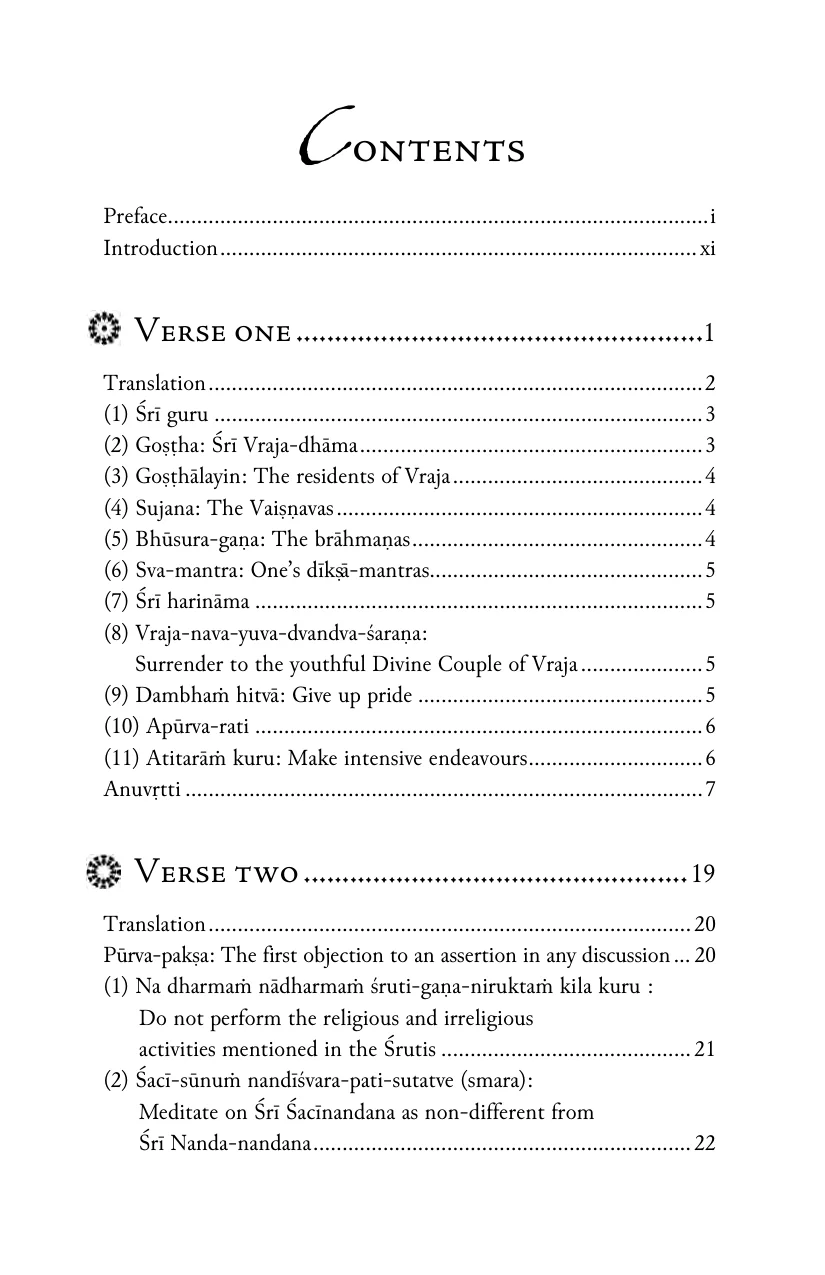 Contents
Preface..........................................................................................i
Introduction................................................................................xi
Verse one......................................................1
Translation...................................................................................2
(1) Śrī guru ..................................................................................3
(2) Goṣṭha: Śrī Vraja-dhāma.........................................................3
(3) Goṣṭhālayin: The residents of Vraja..........................................4
(4) Sujana: The Vaiṣṇavas.............................................................4
(5) Bhūsura-gaṇa: The brāhmaṇas................................................4
(6) Sva-mantra: One’s dīkṣā-mantras.............................................5
(7) Śrī harināma ...........................................................................5
(8) Vraja-nava-yuva-dvandva-śaraṇa:
Surrender to the youthful Divine Couple of Vraja....................5
(9) Dambhaṁ hitvā: Give up pride ...............................................5
(10) Apūrva-rati ...........................................................................6
(11) Atitarāṁ kuru: Make intensive endeavours.............................6
Anuvṛtti ......................................................................................7
Verse two..................................................19
Translation.................................................................................20
Pūrva-pakṣa: The first objection to an assertion in any discussion...20
(1) Na dharmaṁ nādharmaṁ śruti-gaṇa-niruktaṁ kila kuru :
Do not perform the religious and irreligious
activities mentioned in the Śrutis ..........................................21
(2) Śacī-sūnuṁ nandīśvara-pati-sutatve (smara):
Meditate on Śrī Śacīnandana as non-different from
Śrī Nanda-nandana................................................................22